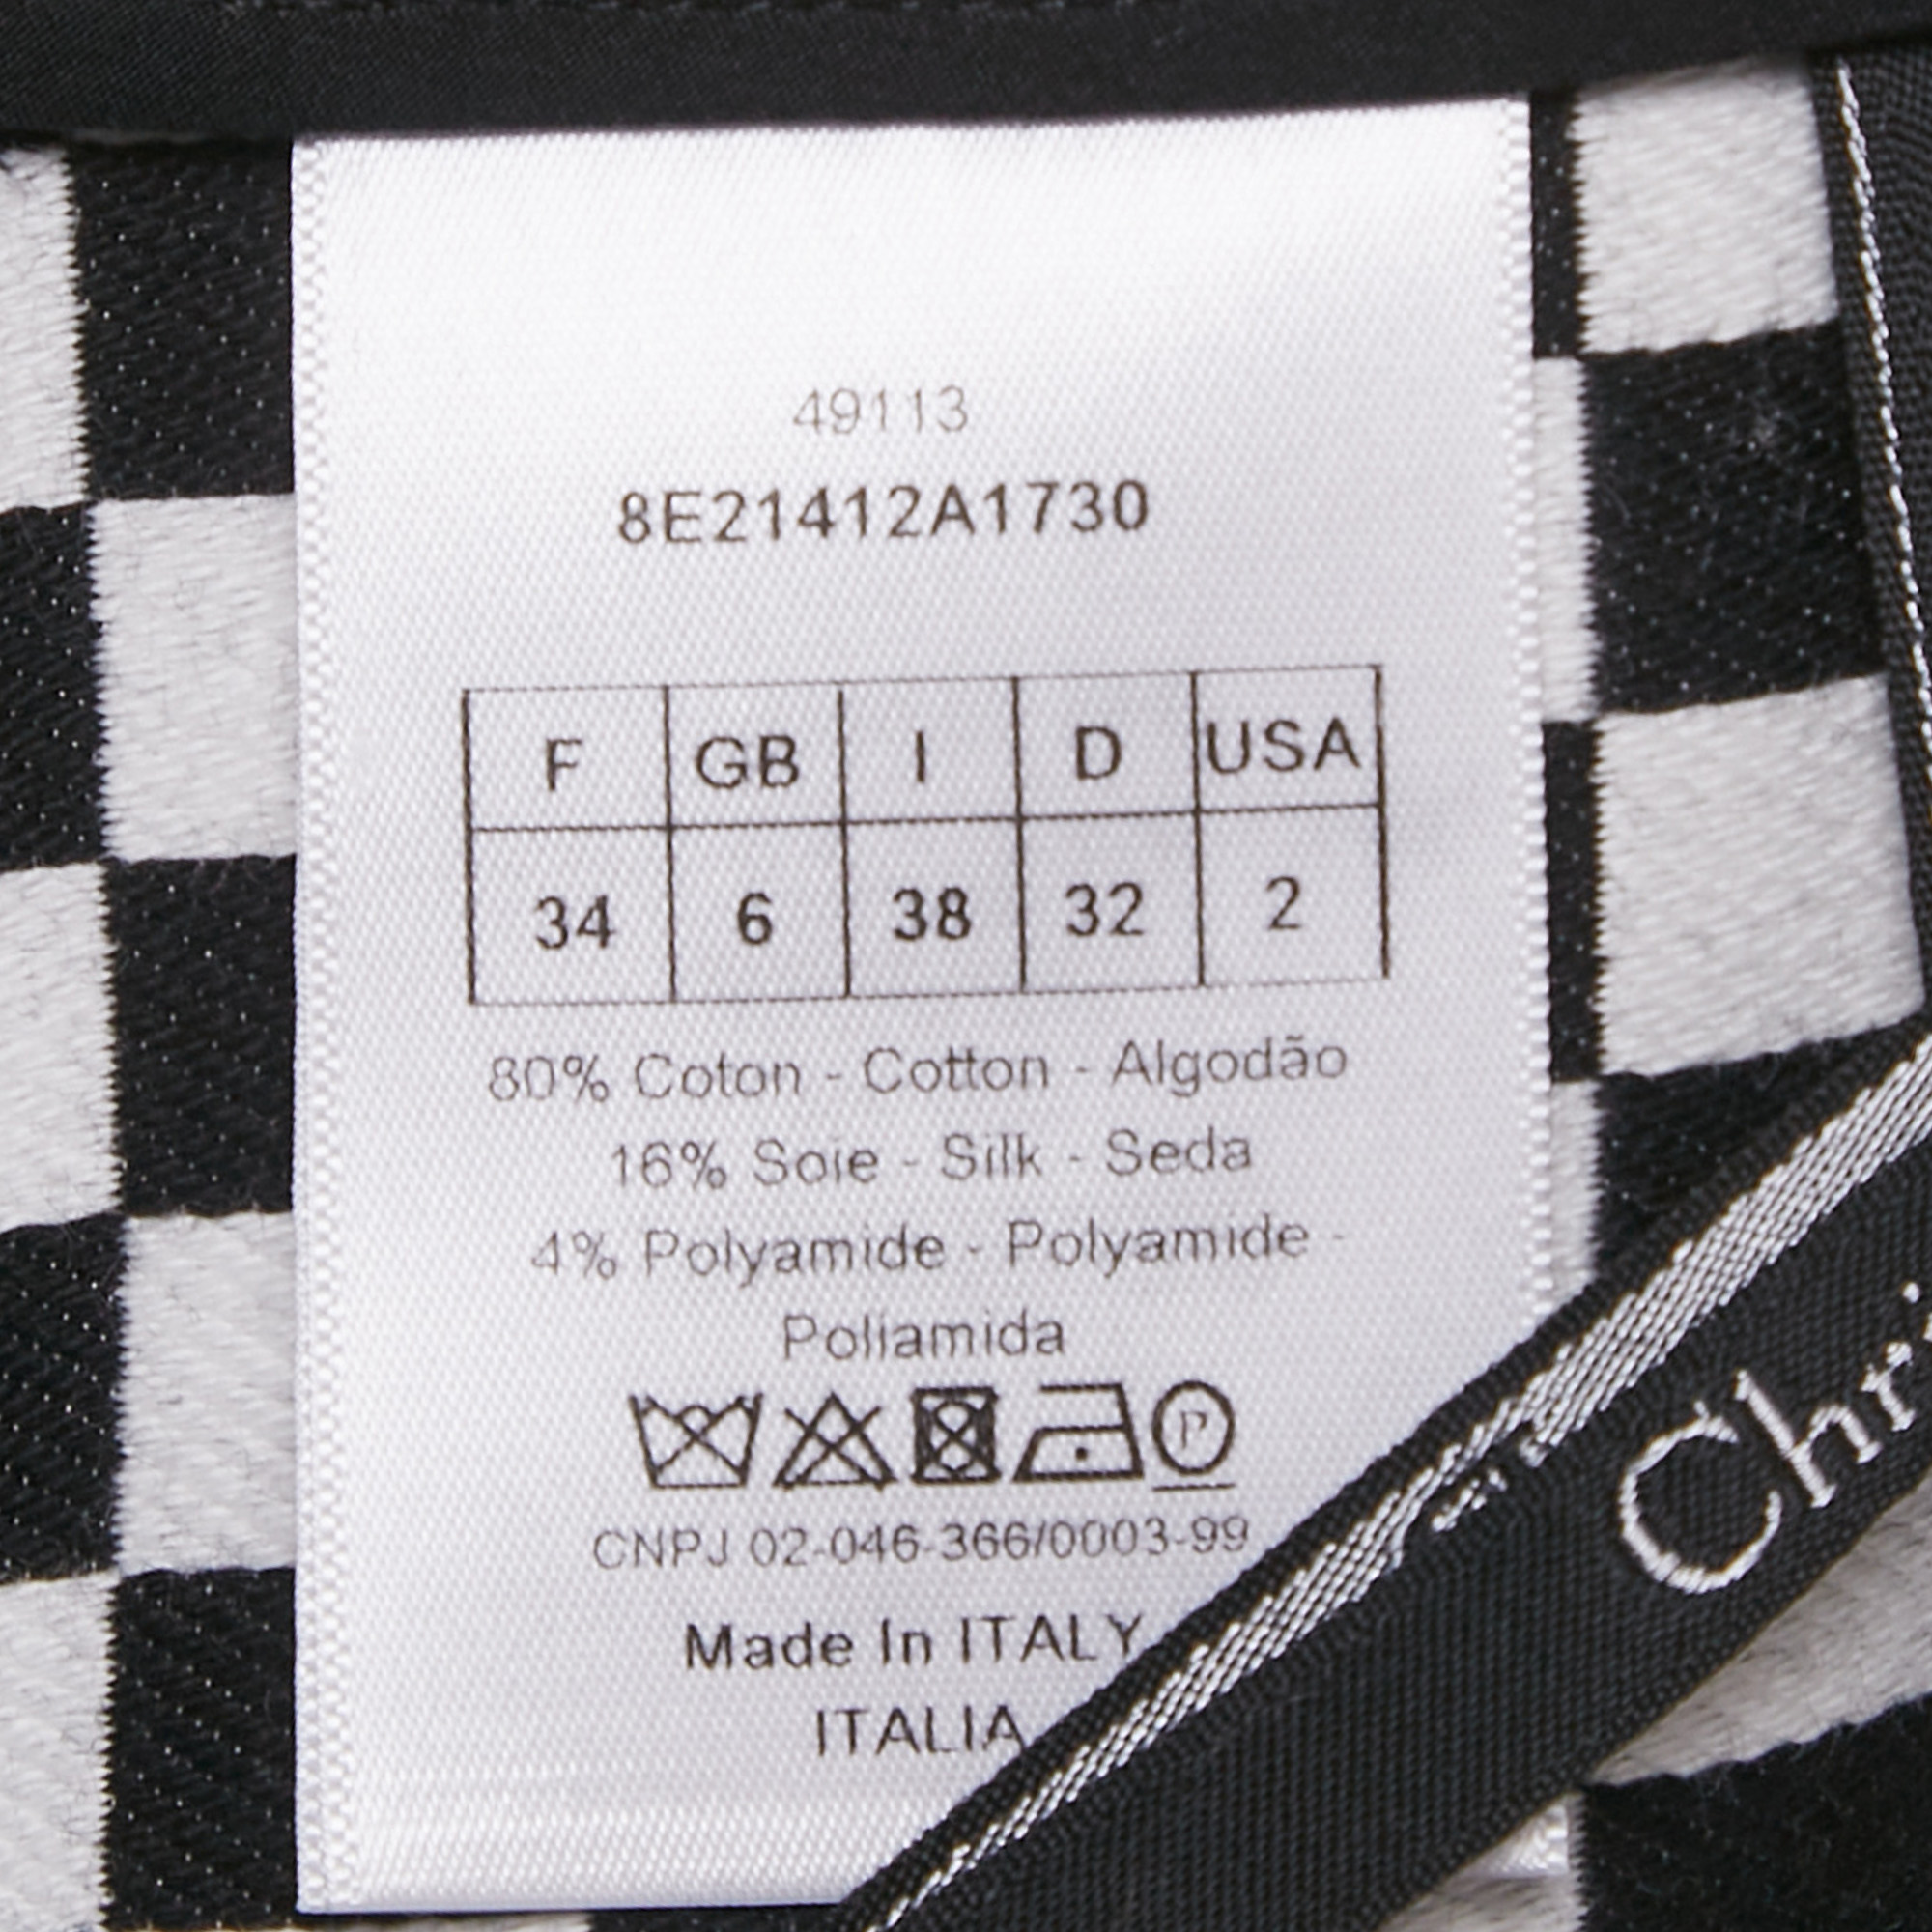 49113
8E21412A1730
F GB I D USA
34 6 38 32 2
80% Coton - Cotton - Algodão
16% Soie - Silk - Seda
4% Polyamide - Polyamide -
Poliamida
P
CNPJ 02-046-366/0003-99
Made In ITALY
ITALIA
Chri